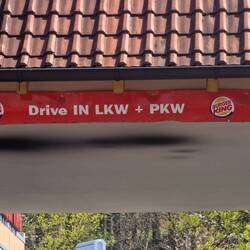 Drive IN LKW + PKW
BURGER
KING